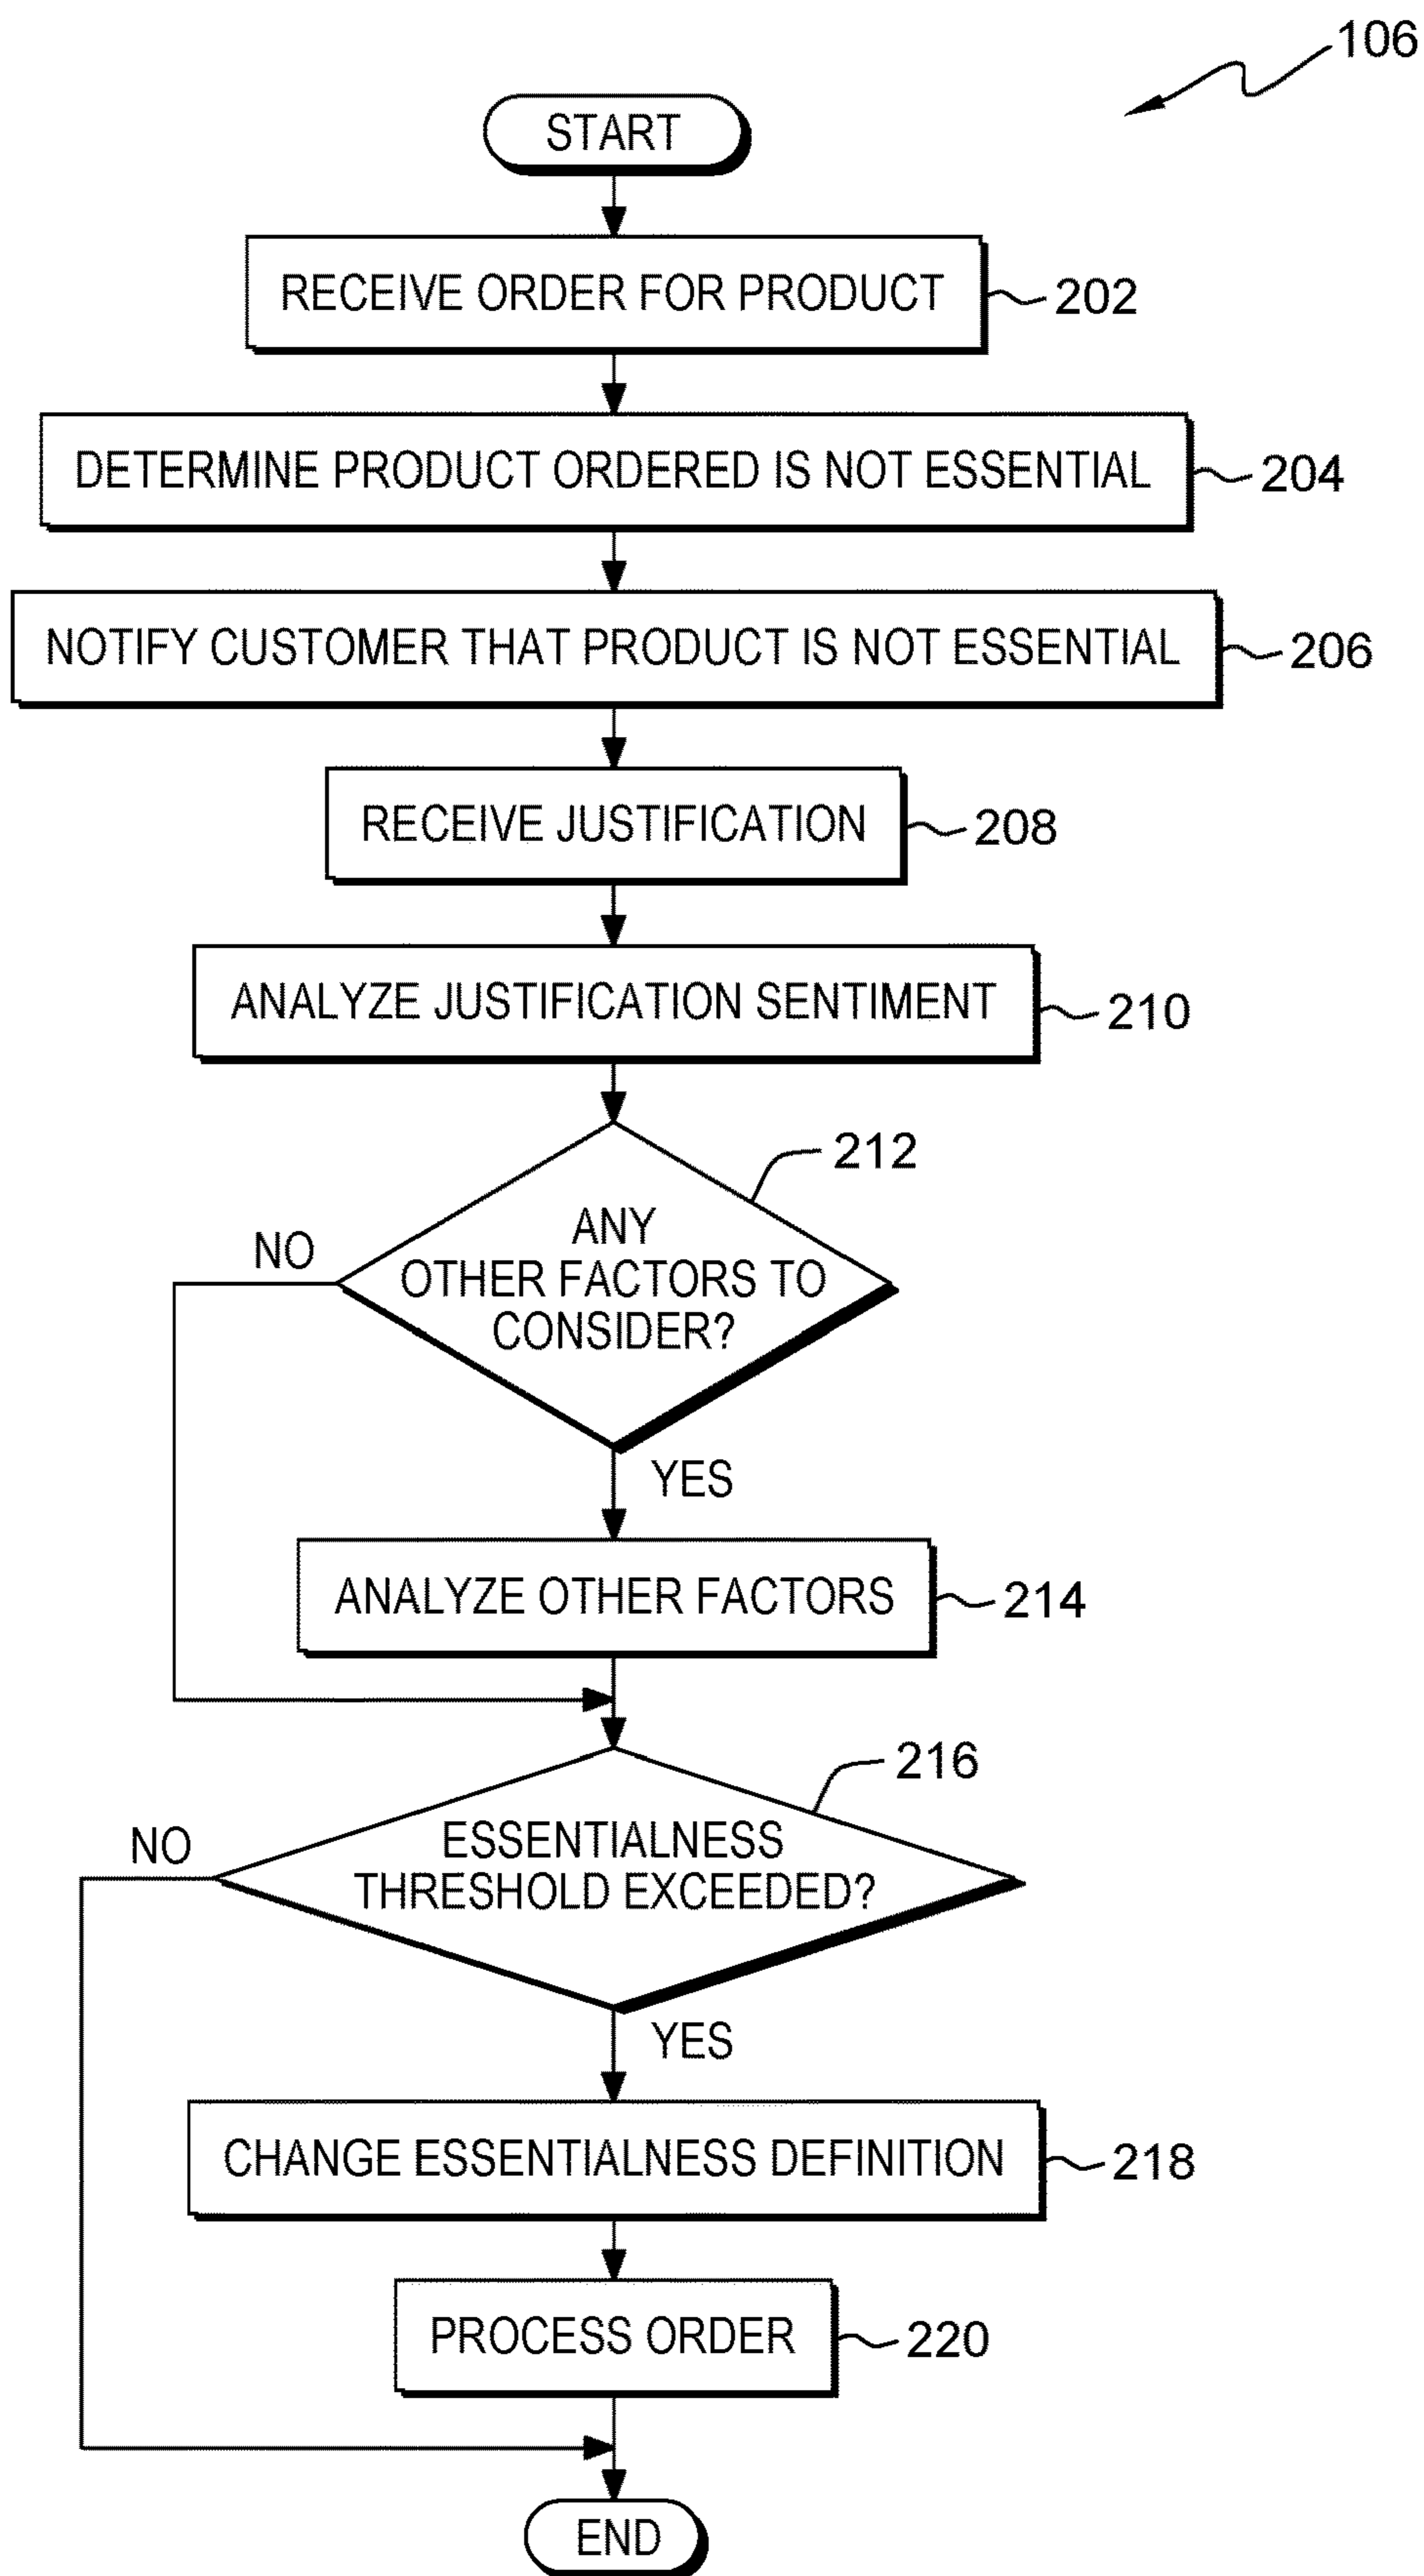 106
START
RECEIVE ORDER FOR PRODUCT
202
DETERMINE PRODUCT ORDERED IS NOT ESSENTIAL
204
NOTIFY CUSTOMER THAT PRODUCT IS NOT ESSENTIAL
206
RECEIVE JUSTIFICATION
208
ANALYZE JUSTIFICATION SENTIMENT
210
212
ANY
OTHER FACTORS TO
CONSIDER?
NO
YES
ANALYZE OTHER FACTORS
214
216
ESSENTIALNESS
THRESHOLD EXCEEDED?
NO
YES
CHANGE ESSENTIALNESS DEFINITION
218
PROCESS ORDER
220
END